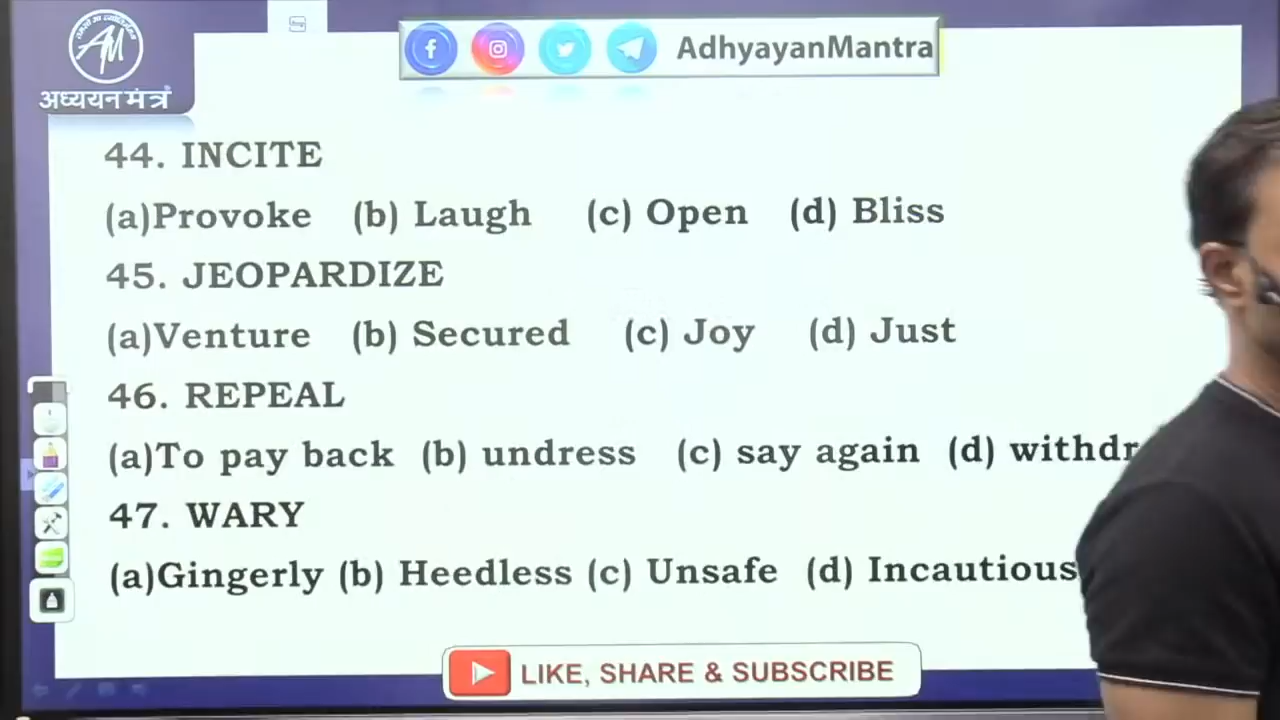 AM
अध्ययन मंत्र
AdhyayanMantra
44. INCITE
(a)Provoke (b) Laugh (c) Open (d) Bliss
45. JEOPARDIZE
(a)Venture (b) Secured (c) Joy (d) Just
46. REPEAL
(a)To pay back (b) undress (c) say again (d) withdr
47. WARY
(a)Gingerly (b) Heedless (c) Unsafe (d) Incautious
LIKE, SHARE & SUBSCRIBE